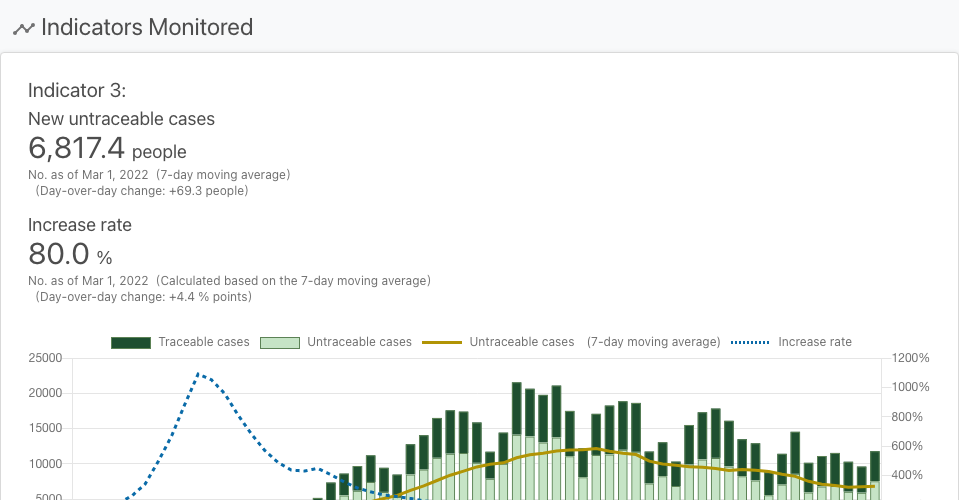 Indicators Monitored
Indicator 3:
New untraceable cases
6,817.4 people
No. as of Mar 1, 2022 (7-day moving average)
(Day-over-day change: +69.3 people)
Increase rate
80.0 %
No. as of Mar 1, 2022 (Calculated based on the 7-day moving average)
(Day-over-day change: +4.4 % points)
Traceable cases Untraceable cases Untraceable cases (7-day moving average) Increase rate
25000 1200%
20000 1000%
15000 800%
10000 600%
5000 400%